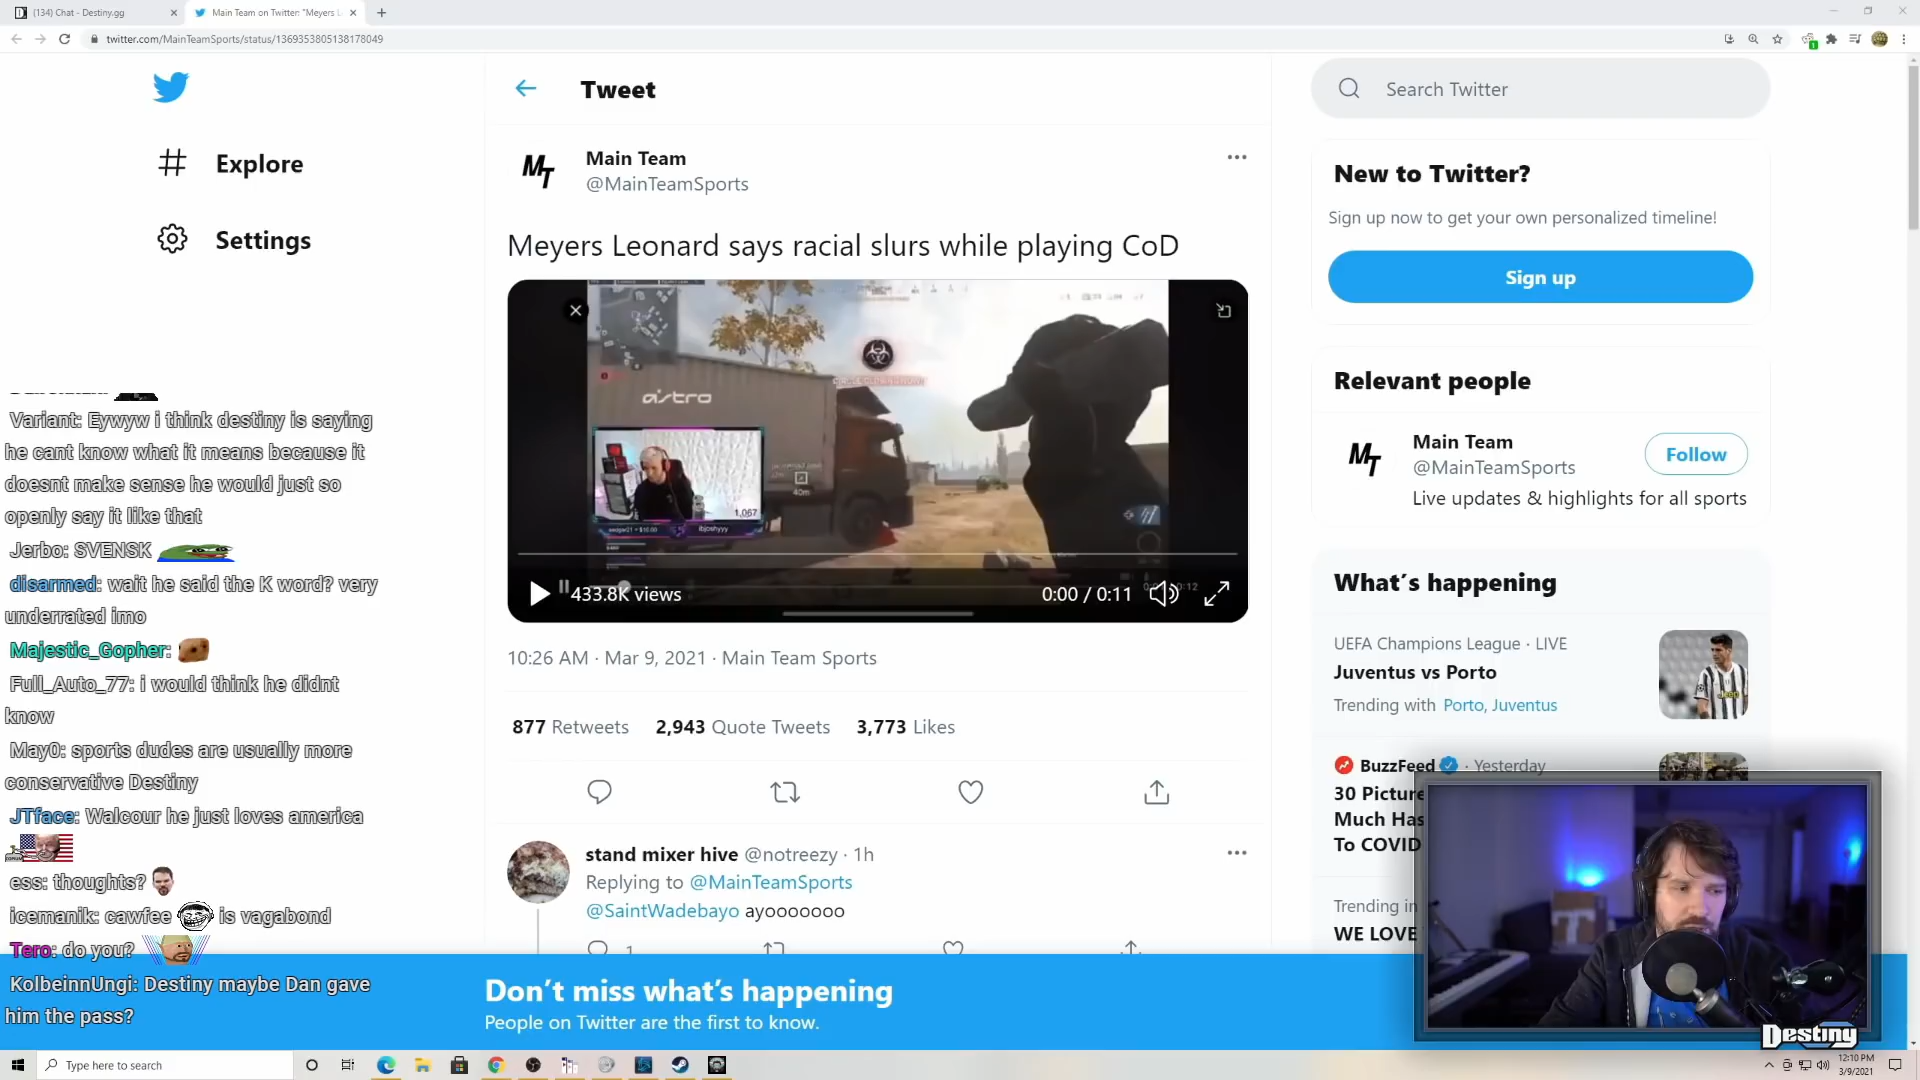 (134) Chat - Destiny.gg
Main Team on Twitter: "Meyers L
twitter.com/MainTeamSports/status/1369353805138178049
Explore
Settings
Tweet
MT
Main Team
@MainTeamSports
Meyers Leonard says racial slurs while playing CoD
astro
40m
1,067
ibjoshyyy
433.8K views
0:00 / 0:11
10:26 AM · Mar 9, 2021 · Main Team Sports
877 Retweets 2,943 Quote Tweets 3,773 Likes
stand mixer hive @notreezy · 1h
Replying to @MainTeamSports
@SaintWadebayo ayooooooo
1
Search Twitter
New to Twitter?
Sign up now to get your own personalized timeline!
Sign up
Relevant people
MT
Main Team
@MainTeamSports
Follow
Live updates & highlights for all sports
What's happening
UEFA Champions League · LIVE
Juventus vs Porto
Trending with Porto, Juventus
BuzzFeed · Yesterday
30 Picture
Much Has
To COVID
Trending in
WE LOVE
Variant: Eywyw i think destiny is saying
he cant know what it means because it
doesnt make sense he would just so
openly say it like that
Jerbo: SVENSK
disarmed: wait he said the K word? very
underrated imo
Majestic_Gopher:
Full_Auto_77: i would think he didnt
know
May0: sports dudes are usually more
conservative Destiny
JTface: Walcour he just loves america
ess: thoughts?
icemanik: cawfee is vagabond
Tero: do you?
KolbeinnUngi: Destiny maybe Dan gave
him the pass?
Don't miss what's happening
People on Twitter are the first to know.
Destiny
Type here to search
12:10 PM
3/9/2021